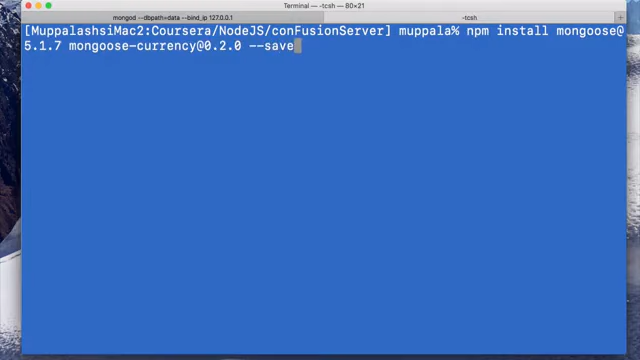 Terminal — -tcsh — 80×21
mongod --dbpath=data --bind_ip 127.0.0.1
-tcsh
[MuppalashsiMac2:Coursera/NodeJS/conFusionServer] muppala% npm install mongoose@
5.1.7 mongoose-currency@0.2.0 --save